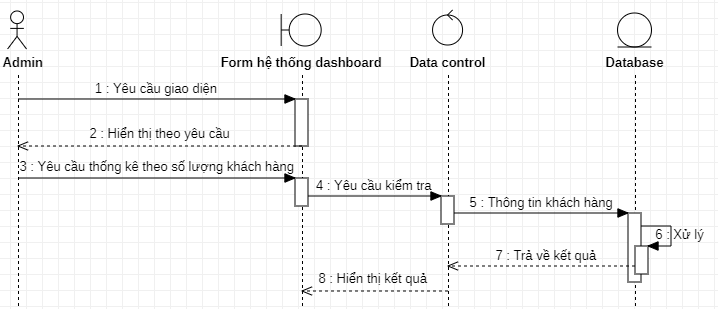 Admin
Form hệ thống dashboard
Data control
Database
1 : Yêu cầu giao diện
2 : Hiển thị theo yêu cầu
3 : Yêu cầu thống kê theo số lượng khách hàng
4 : Yêu cầu kiểm tra
5 : Thông tin khách hàng
6 : Xử lý
7 : Trả về kết quả
8 : Hiển thị kết quả